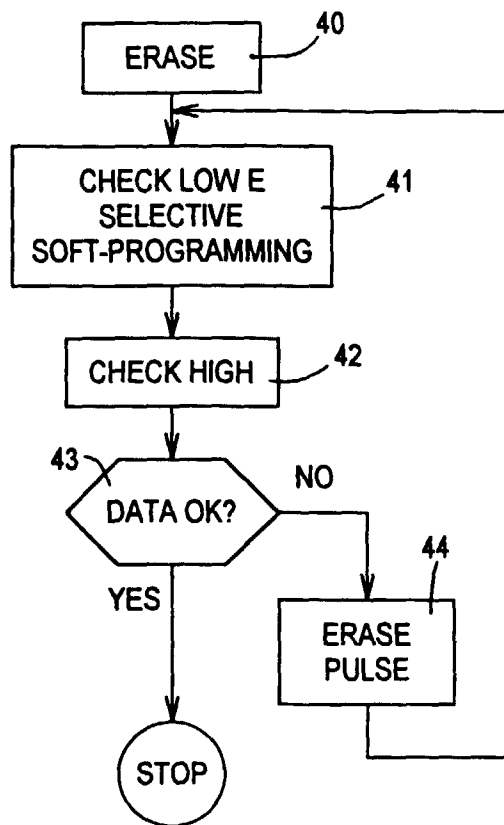 40
ERASE
CHECK LOW E
SELECTIVE
SOFT-PROGRAMMING
41
CHECK HIGH
42
43
DATA OK?
NO
YES
44
ERASE
PULSE
STOP